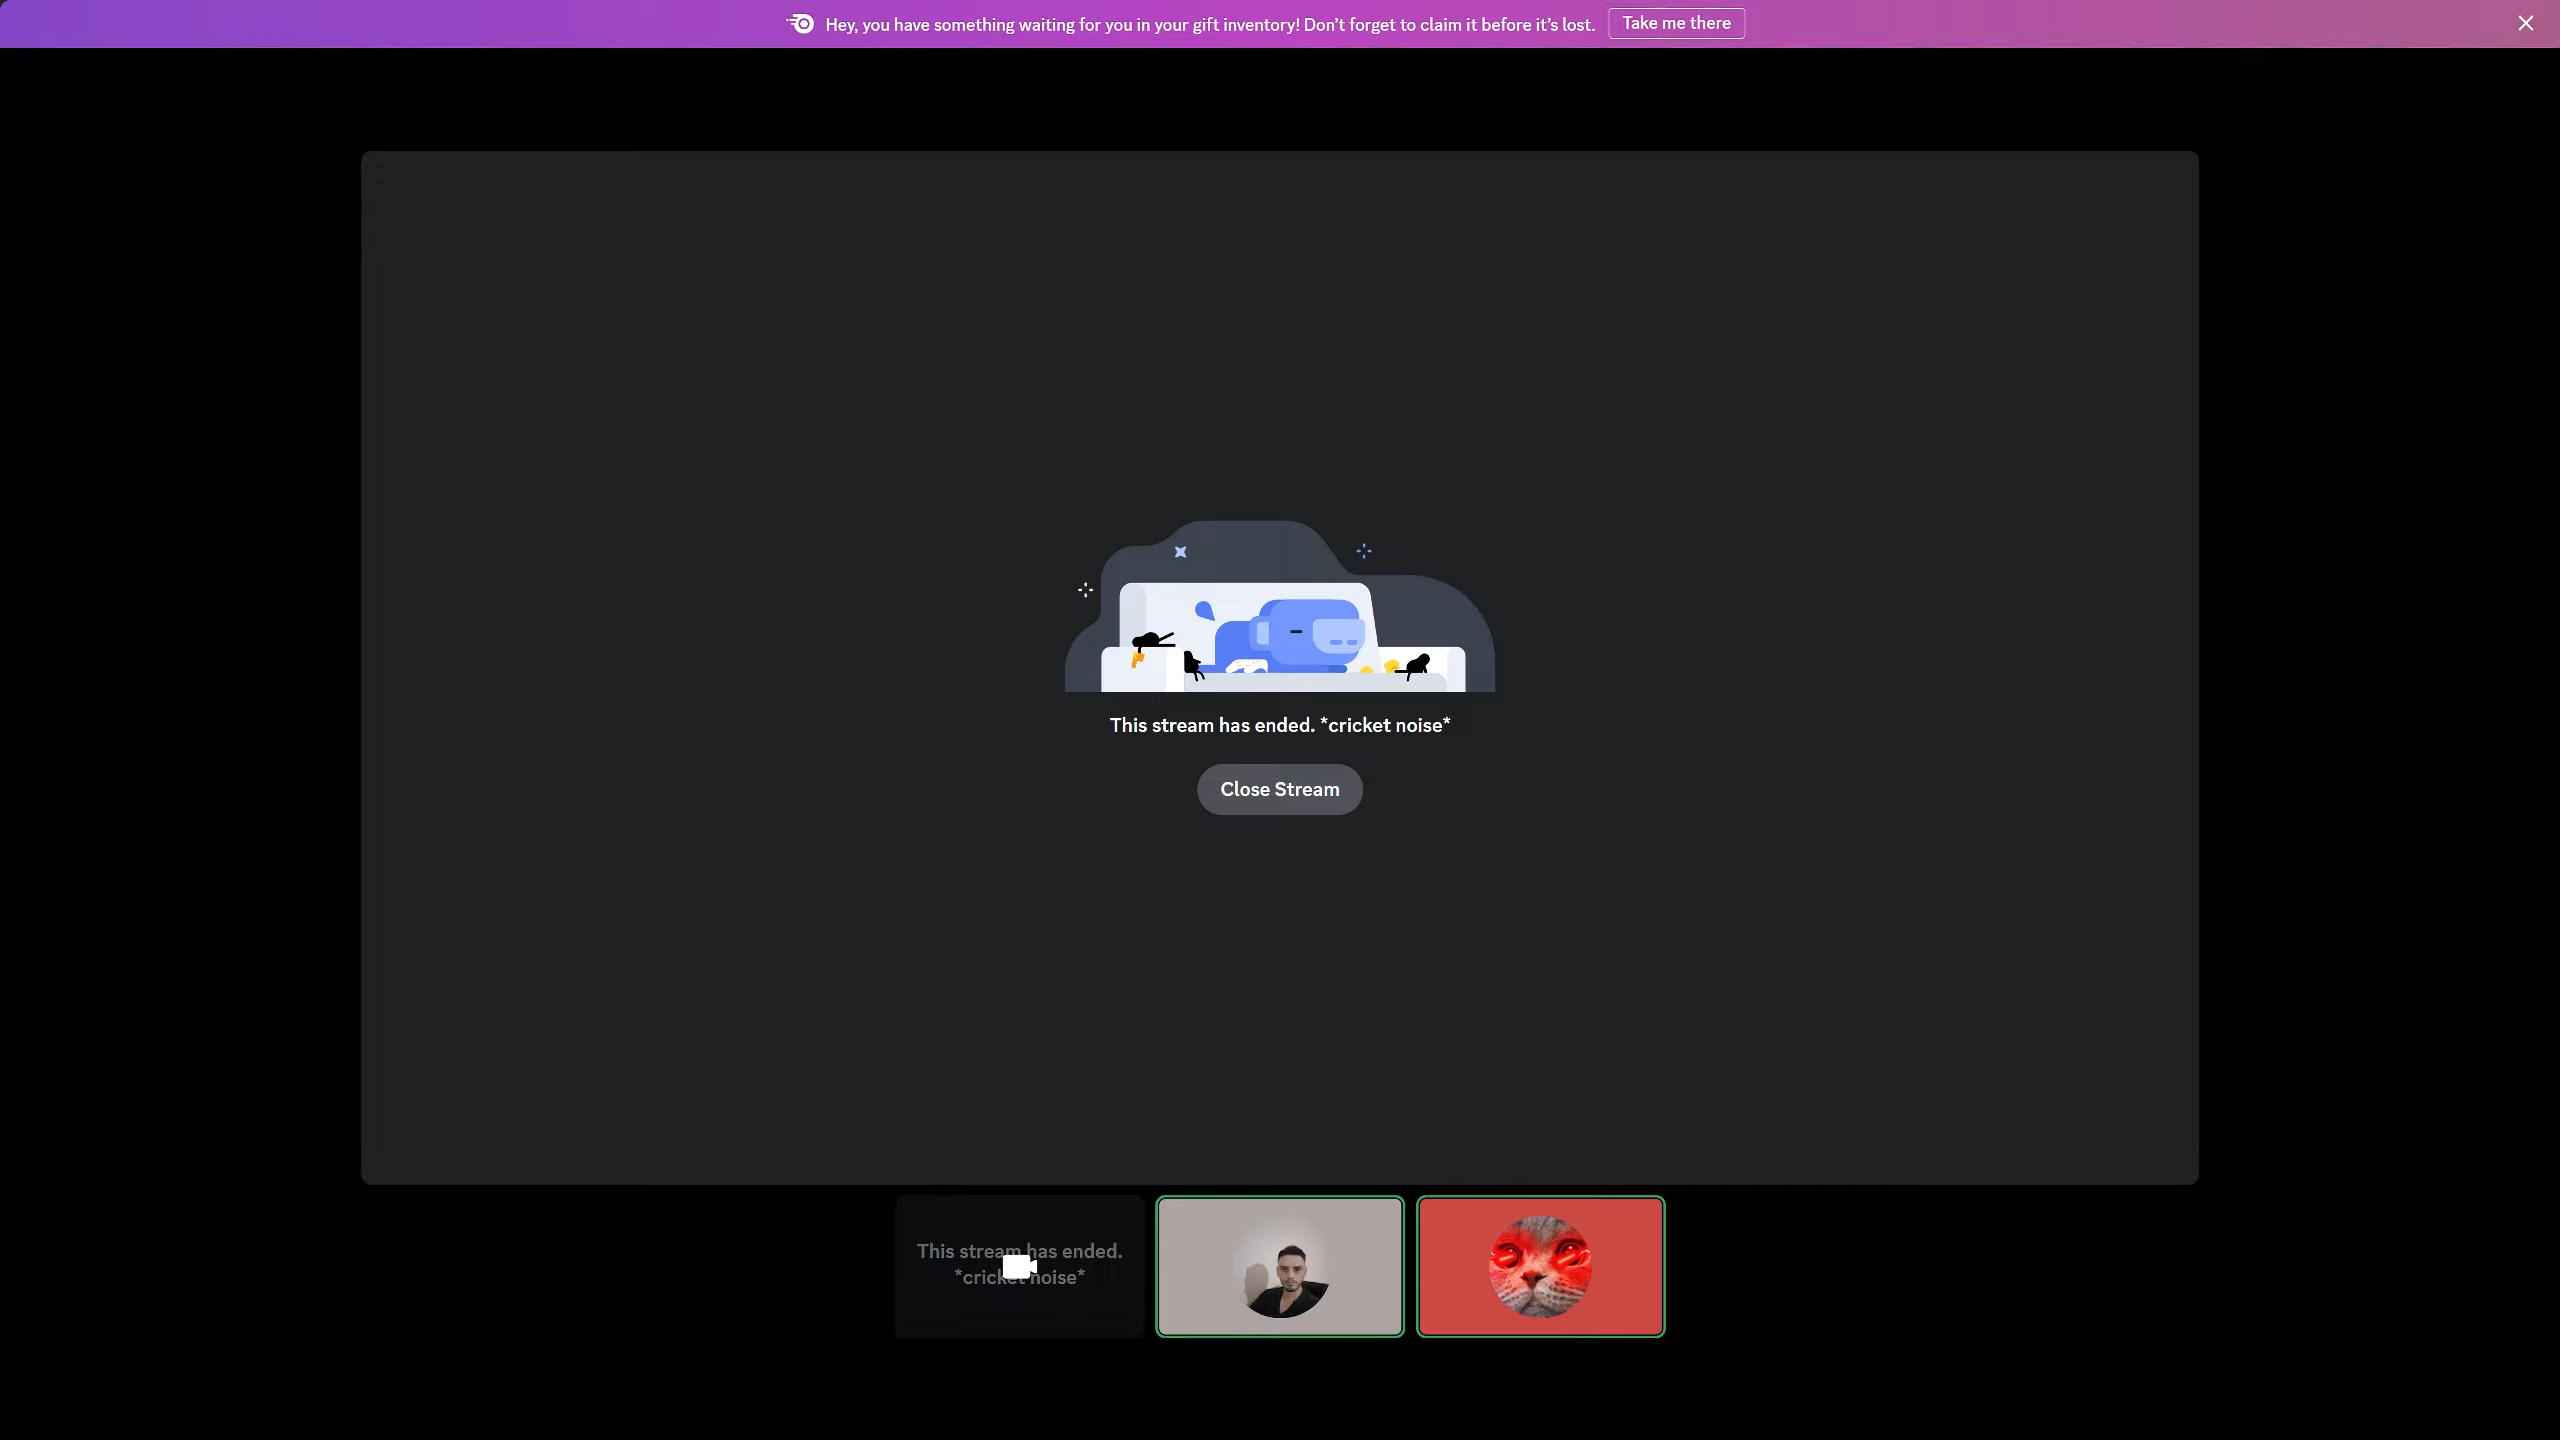 Hey, you have something waiting for you in your gift inventory! Don’t forget to claim it before it’s lost. Take me there
This stream has ended. *cricket noise*
Close Stream
This stream has ended.
*cricket noise*